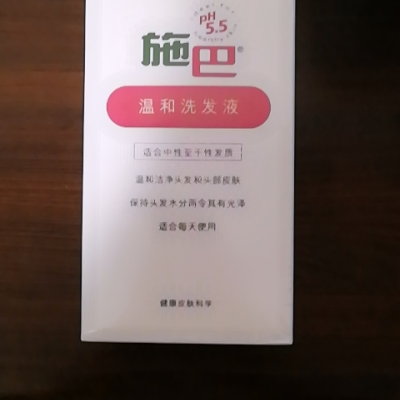 pH
5.5
施巴®
温和洗发液
适合中性至干性发质
温和洁净头发和头部皮肤
保持头发水分而令其有光泽
适合每天使用
健康皮肤科学